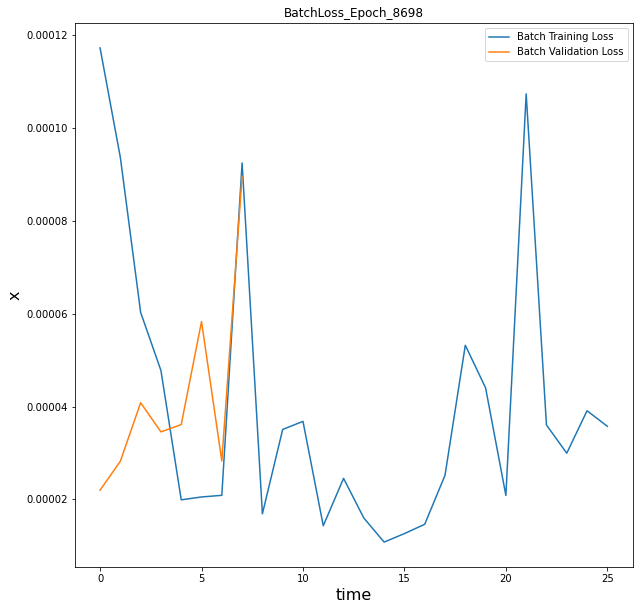 BatchLoss_Epoch_8698
Batch Training Loss
Batch Validation Loss
0.00012
0.00010
0.00008
0.00006
0.00004
0.00002
x
0 5 10 15 20 25
time